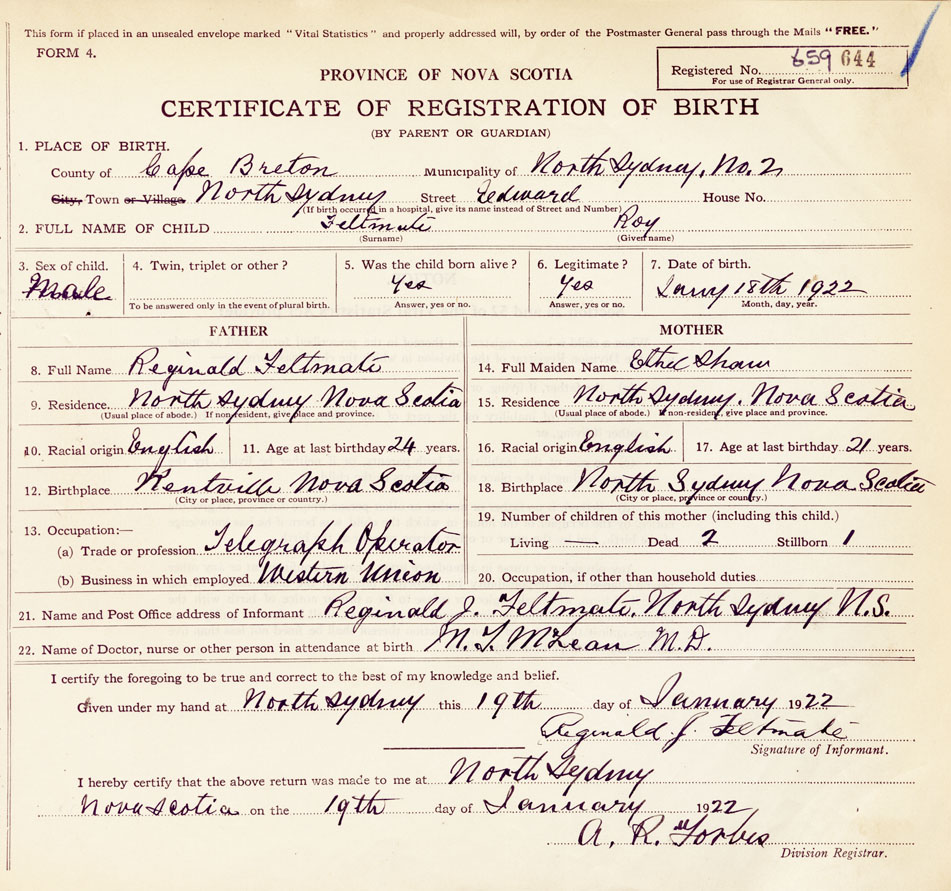 This form if placed in an unsealed envelope marked "Vital Statistics" and properly addressed will, by order of the Postmaster General pass through the Mails "FREE."
FORM 4.
Registered No. 659 644
For use of Registrar General only.
PROVINCE OF NOVA SCOTIA
CERTIFICATE OF REGISTRATION OF BIRTH
(BY PARENT OR GUARDIAN)
1. PLACE OF BIRTH.
County of Cape Breton Municipality of North Sydney, No. 2
City, Town or Village North Sydney Street Edward House No.
(If birth occurred in a hospital, give its name instead of Street and Number)
2. FULL NAME OF CHILD Feltmate Roy
(Surname) (Given name)
3. Sex of child. 4. Twin, triplet or other? 5. Was the child born alive? 6. Legitimate? 7. Date of birth.
Male Yes Yes Jany 18th 1922
To be answered only in the event of plural birth. Answer, yes or no. Answer, yes or no. Month, day, year.
FATHER MOTHER
8. Full Name Reginald Feltmate 14. Full Maiden Name Ethel Shaw
9. Residence North Sydney Nova Scotia 15. Residence North Sydney. Nova Scotia
(Usual place of abode.) If non-resident, give place and province. (Usual place of abode.) If non-resident, give place and province.
10. Racial origin English 11. Age at last birthday 24 years. 16. Racial origin English 17. Age at last birthday 21 years.
12. Birthplace Kentville Nova Scotia 18. Birthplace North Sydney Nova Scotia
(City or place, province or country.) (City or place, province or country.)
13. Occupation:— 19. Number of children of this mother (including this child.)
(a) Trade or profession Telegraph Operator Living — Dead 2 Stillborn 1
(b) Business in which employed Western Union 20. Occupation, if other than household duties
21. Name and Post Office address of Informant Reginald J. Feltmate. North Sydney N.S.
22. Name of Doctor, nurse or other person in attendance at birth McLean M.D.
I certify the foregoing to be true and correct to the best of my knowledge and belief.
Given under my hand at North Sydney this 19th day of January 1922
Reginald J. Feltmate
Signature of Informant.
I hereby certify that the above return was made to me at North Sydney
Nova Scotia on the 19th day of January 1922
A. R. Forbes
Division Registrar.